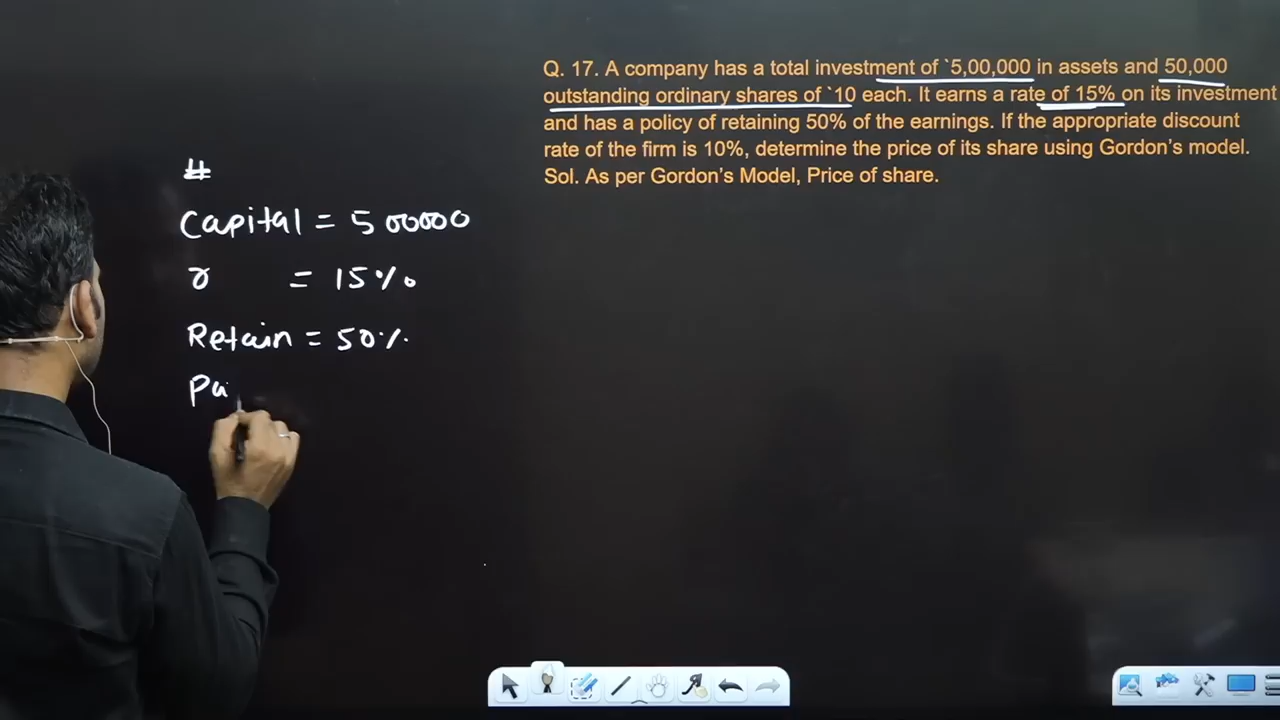 Q. 17. A company has a total investment of `5,00,000 in assets and 50,000
outstanding ordinary shares of `10 each. It earns a rate of 15% on its investment
and has a policy of retaining 50% of the earnings. If the appropriate discount
rate of the firm is 10%, determine the price of its share using Gordon's model.
Sol. As per Gordon's Model, Price of share.
#
Capital = 500000
r = 15%
Retain = 50%
Pa